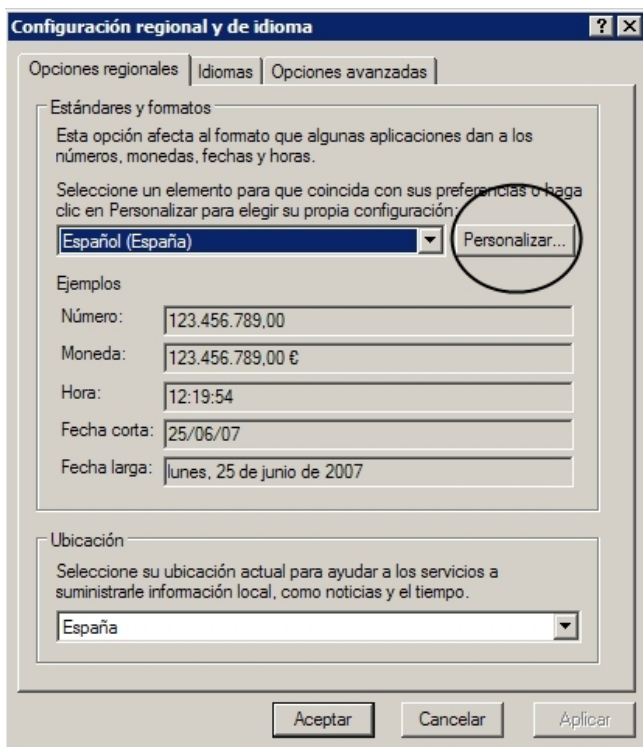 Configuración regional y de idioma
Opciones regionales Idiomas Opciones avanzadas
Estándares y formatos
Esta opción afecta al formato que algunas aplicaciones dan a los
números, monedas, fechas y horas.
Seleccione un elemento para que coincida con sus preferencias o haga
clic en Personalizar para elegir su propia configuración:
Español (España) Personalizar...
Ejemplos
Número: 123.456.789,00
Moneda: 123.456.789,00 €
Hora: 12:19:54
Fecha corta: 25/06/07
Fecha larga: lunes, 25 de junio de 2007
Ubicación
Seleccione su ubicación actual para ayudar a los servicios a
suministrarle información local, como noticias y el tiempo.
España
Aceptar Cancelar Aplicar